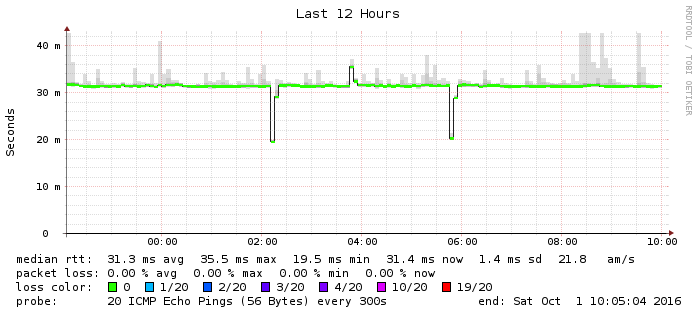 Last 12 Hours
RRDTOOL / TOBI OETIKER
Seconds
40 m
30 m
20 m
10 m
0
00:00 02:00 04:00 06:00 08:00 10:00
median rtt: 31.3 ms avg 35.5 ms max 19.5 ms min 31.4 ms now 1.4 ms sd 21.8 am/s
packet loss: 0.00 % avg 0.00 % max 0.00 % min 0.00 % now
loss color: 0 1/20 2/20 3/20 4/20 10/20 19/20
probe: 20 ICMP Echo Pings (56 Bytes) every 300s end: Sat Oct 1 10:05:04 2016